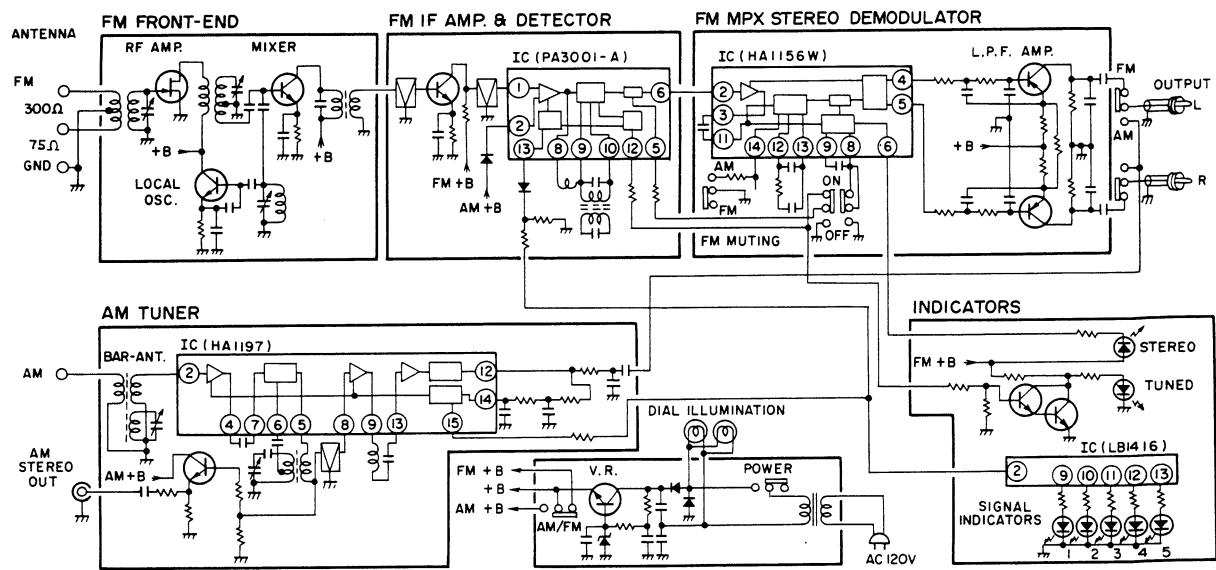 FM FRONT-END
FM IF AMP. & DETECTOR
FM MPX STEREO DEMODULATOR
ANTENNA
RF AMP.
MIXER
IC (PA3001-A)
IC (HA1156W)
L.P.F. AMP.
FM
300Ω
75Ω
GND
+B
+B
LOCAL
OSC.
1
2
13
8
9
10
12
5
6
FM +B
AM +B
2
3
11
14
12
13
9
8
6
4
5
AM
FM
ON
OFF
FM MUTING
+B
FM
AM
OUTPUT
L
R
AM TUNER
BAR-ANT.
IC (HA1197)
AM
2
4
7
6
5
8
9
13
15
12
14
AM
STEREO
OUT
AM+B
DIAL ILLUMINATION
FM +B
+B
AM +B
AM/FM
V.R.
POWER
AC 120V
INDICATORS
STEREO
FM +B
TUNED
IC (LB1416)
2
9
10
11
12
13
SIGNAL
INDICATORS
1
2
3
4
5